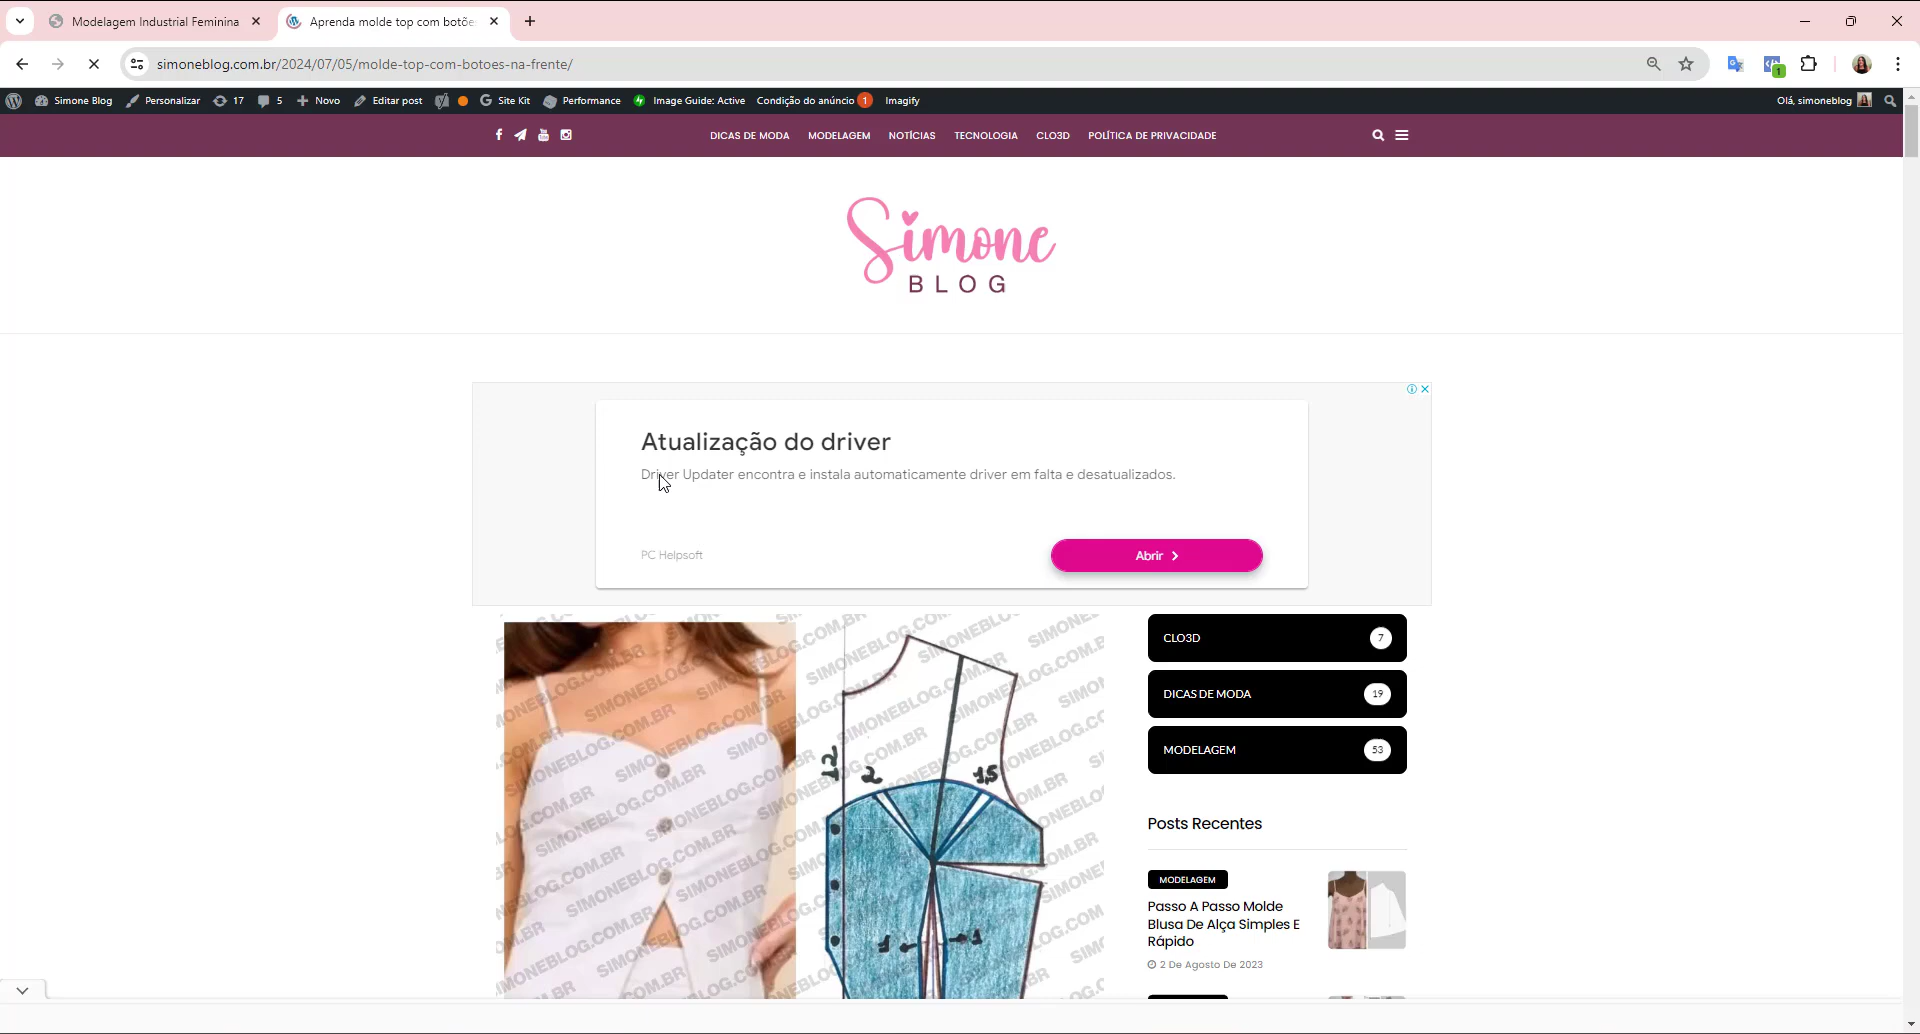 Modelagem Industrial Feminina
Aprenda molde top com botõe
simoneblog.com.br/2024/07/05/molde-top-com-botoes-na-frente/
Simone Blog Personalizar 17 5 Novo Editar post Site Kit Performance Image Guide: Active Condição do anúncio 1 Imagify Olá, simoneblog
DICAS DE MODA MODELAGEM NOTÍCIAS TECNOLOGIA CLO3D POLÍTICA DE PRIVACIDADE
Simone
BLOG
Atualização do driver
Driver Updater encontra e instala automaticamente driver em falta e desatualizados.
PC Helpsoft
Abrir
SIMONEBLOG.COM.BR
12
2
15
1
1
CLO3D 7
DICAS DE MODA 19
MODELAGEM 53
Posts Recentes
MODELAGEM
Passo A Passo Molde
Blusa De Alça Simples E
Rápido
2 De Agosto De 2023